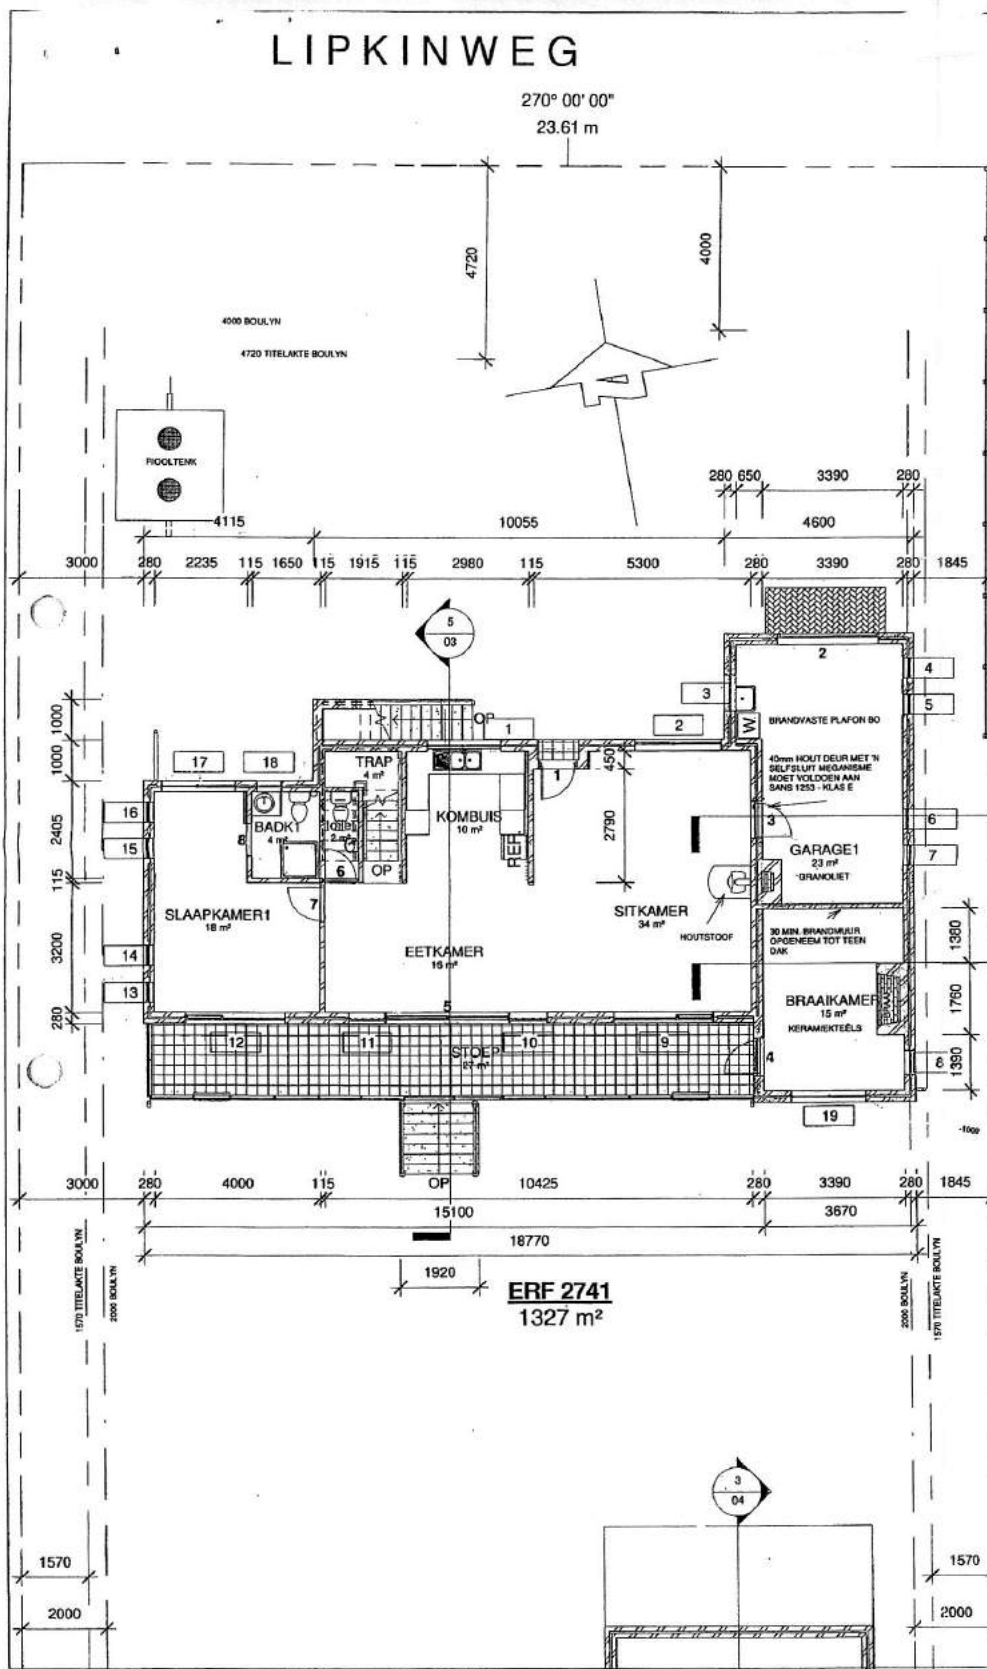 LIPKINWEG
270° 00' 00"
23.61 m
4720
4000
4000 BOULYN
4720 TITELAKTE BOULYN
RIOOLTENK
280 650 3390 280
4115 10055 4600
3000 280 2235 115 1650 115 1915 115 2980 115 5300 280 3390 280 1845
5
03
2
4
3
5
1000
OP
1
2
W
BRANDVASTE PLAFON BO
1000
17
18
TRAP
4 m²
450
1
40mm HOUT DEUR MET 'N
SELFSLUIT MEGANISME
MOET VOLDOEN AAN
SANS 1253 - KLAS E
16
2405
BADK1
4 m²
2 m²
KOMBUIS
10 m²
2790
3
6
15
8
REF
GARAGE1
23 m²
GRANOLIET
7
115
6
OP
7
SLAAPKAMER1
18 m²
SITKAMER
34 m²
HOUTSTOOF
30 MIN. BRANDMUUR
OPGENEEM TOT TEEN
DAK
1380
3200
14
EETKAMER
16 m²
13
BRAAIKAMER
15 m²
KERAMIEKTEËLS
1760
280
5
12
11
STOEP
27 m²
10
9
4
8
1390
19
-1000
3000 280 4000 115 OP 10425 280 3390 280 1845
15100 3670
18770
1920
ERF 2741
1327 m²
1570 TITELAKTE BOULYN
2000 BOULYN
2000 BOULYN
1570 TITELAKTE BOULYN
3
04
1570 1570
2000 2000